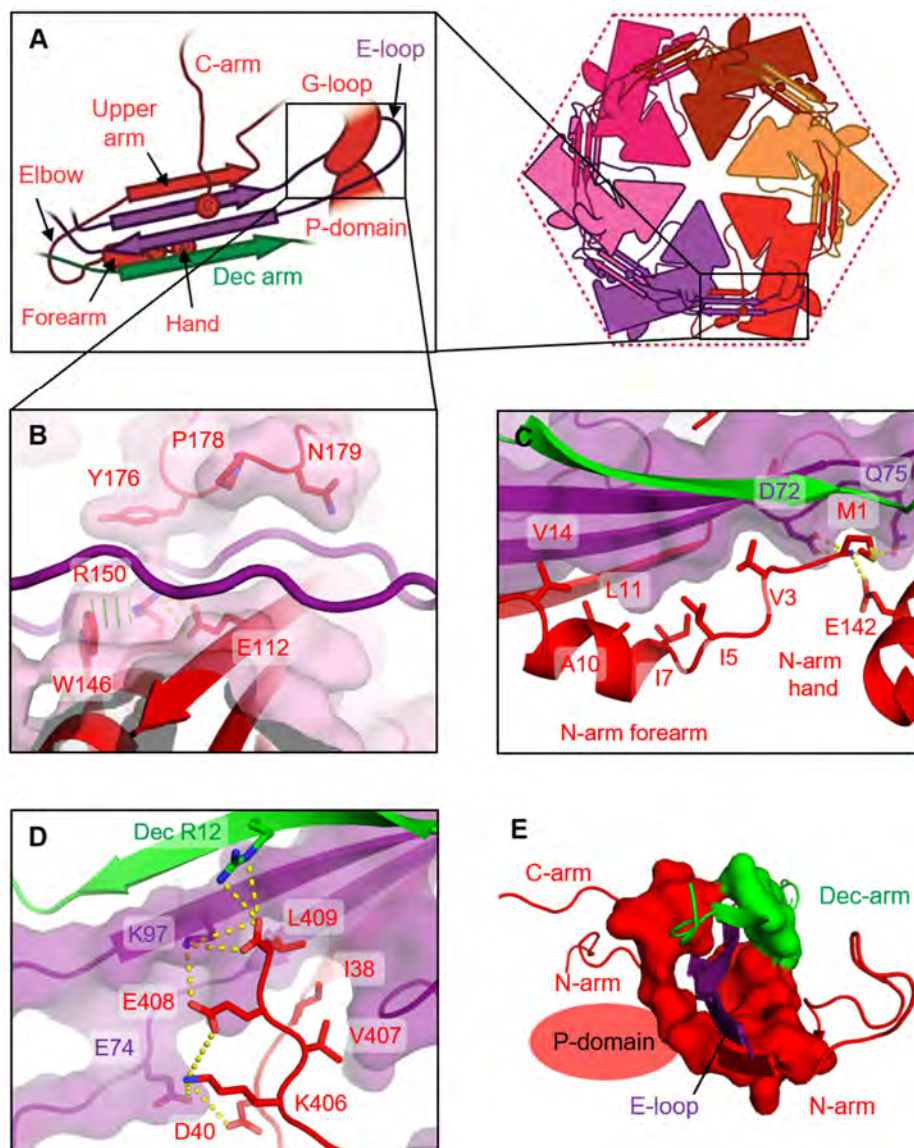 A
E-loop
C-arm
G-loop
Upper
arm
Elbow
C
P-domain
Dec arm
Forearm
Hand
B
P178
N179
Y176
R150
E112
W146
C
Q75
D72
M1
V14
L11
V3
E142
A10
I5
I7
N-arm
hand
N-arm forearm
D
Dec R12
K97
L409
I38
E408
V407
E74
K406
D40
E
C-arm
Dec-arm
N-arm
P-domain
E-loop
N-arm